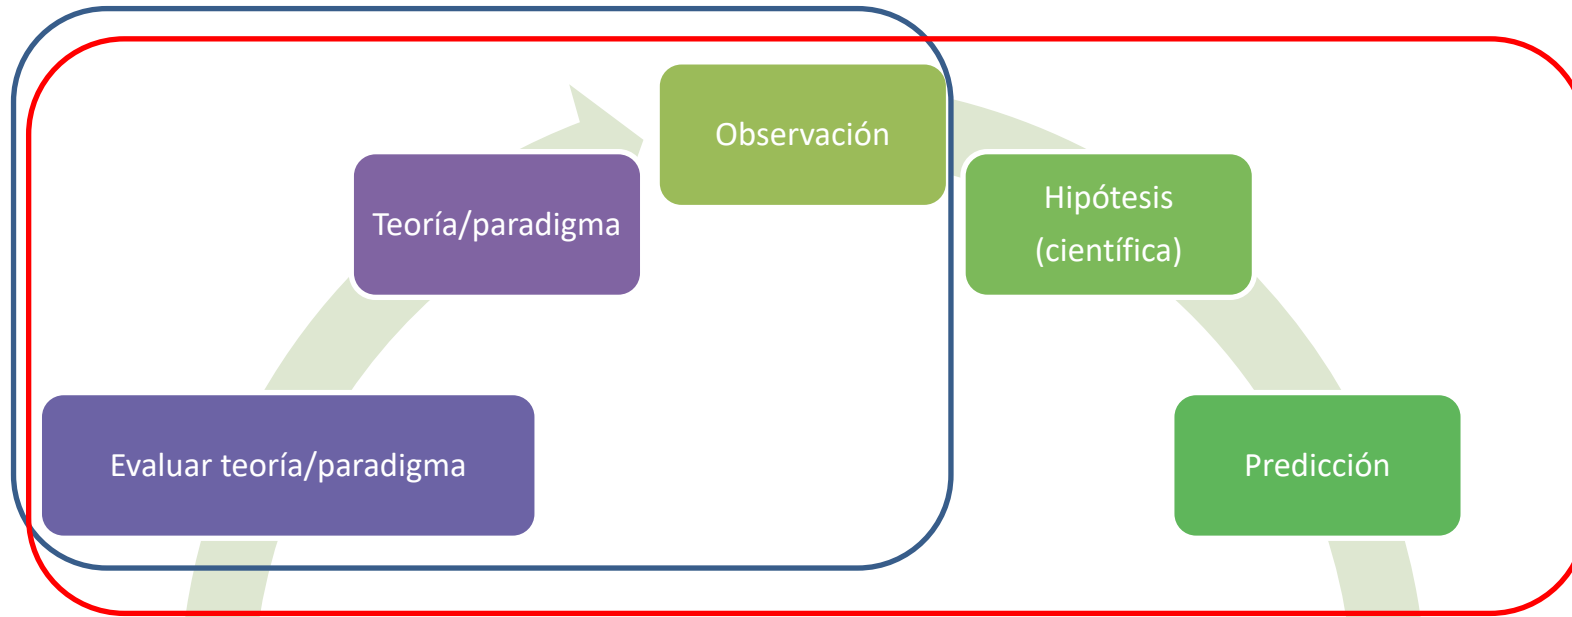 Observación
Teoría/paradigma
Hipótesis
(científica)
Evaluar teoría/paradigma
Predicción